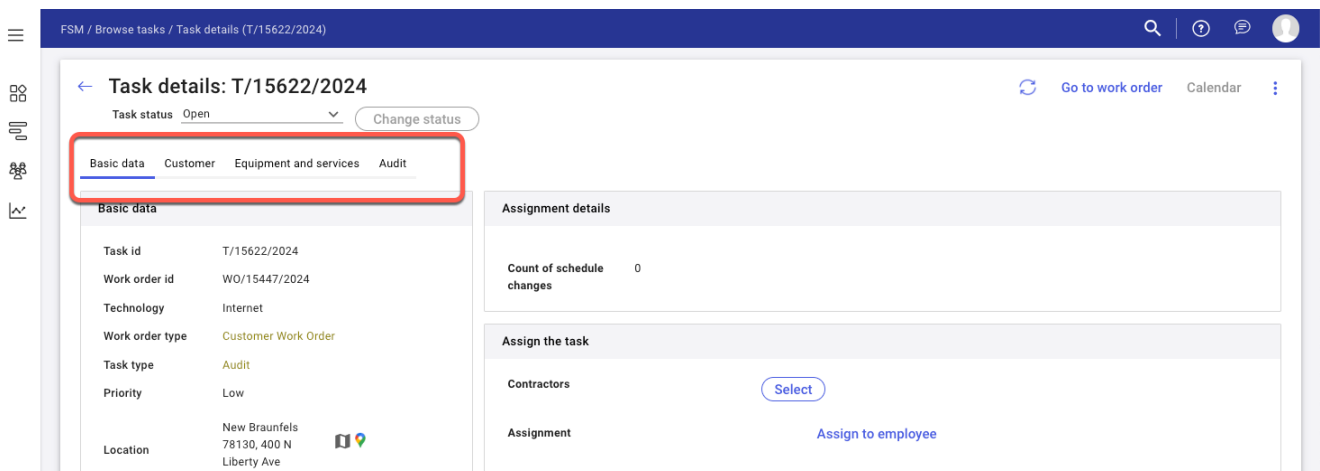 FSM / Browse tasks / Task details (T/15622/2024)
Task details: T/15622/2024
Go to work order
Calendar
Task status Open
Change status
Basic data Customer Equipment and services Audit
Basic data
Task id T/15622/2024
Work order id WO/15447/2024
Technology Internet
Work order type Customer Work Order
Task type Audit
Priority Low
Location
New Braunfels
78130, 400 N
Liberty Ave
Assignment details
Count of schedule
changes
0
Assign the task
Contractors Select
Assignment Assign to employee